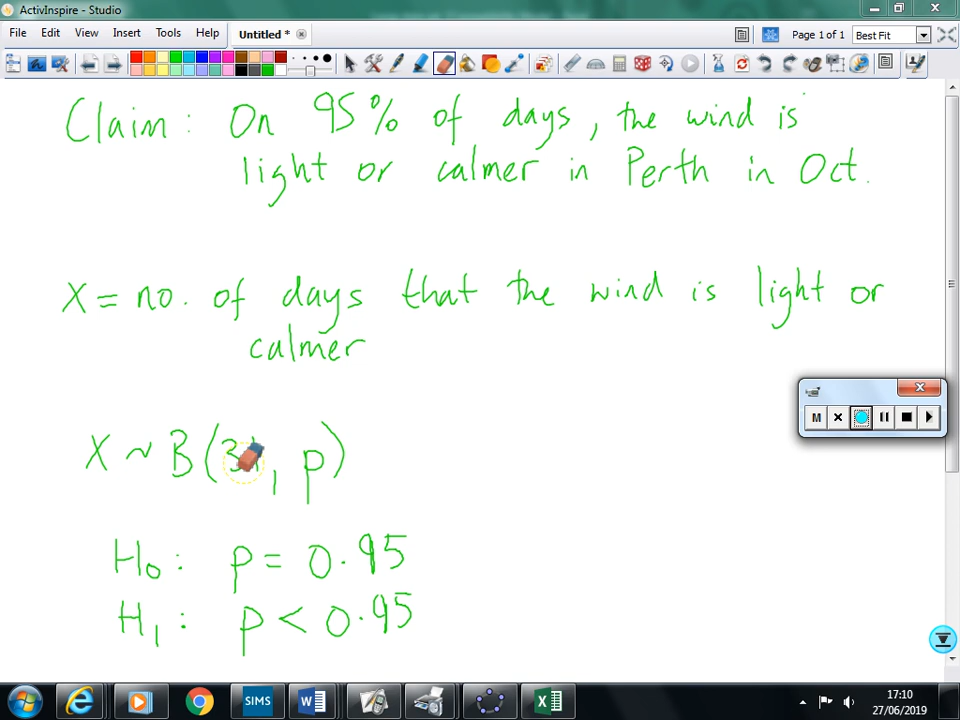 ActivInspire - Studio
File Edit View Insert Tools Help Untitled * Page 1 of 1 Best Fit
Claim: On 95% of days, the wind is
light or calmer in Perth in Oct.
X = no. of days that the wind is light or
calmer
M
X ~ B(3 , p)
H₀: p = 0.95
H₁: p < 0.95
SIMS
17:10
27/06/2019